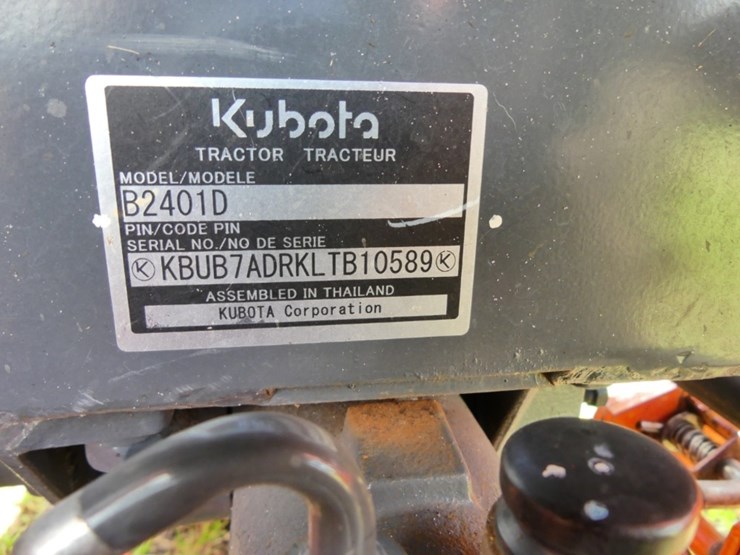 Kubota
TRACTOR TRACTEUR
MODEL/MODELE
B2401D
PIN/CODE PIN
SERIAL NO./NO DE SERIE
KBUB7ADRKLTB10589
ASSEMBLED IN THAILAND
KUBOTA Corporation